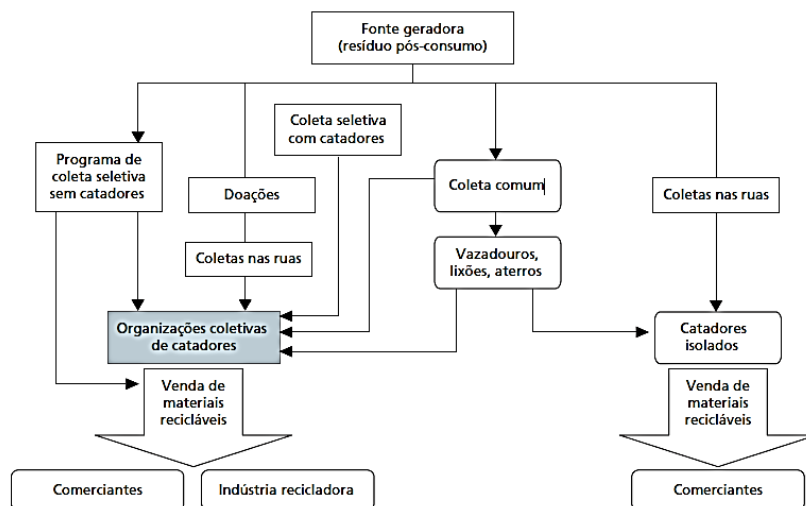 Fonte geradora
(resíduo pós-consumo)
Coleta seletiva
com catadores
Programa de
coleta seletiva
sem catadores
Doações
Coleta comum
Coletas nas ruas
Coletas nas ruas
Vazadouros,
lixões, aterros
Organizações coletivas
de catadores
Catadores
isolados
Venda de
materiais
recicláveis
Venda de
materiais
recicláveis
Comerciantes
Indústria recicladora
Comerciantes